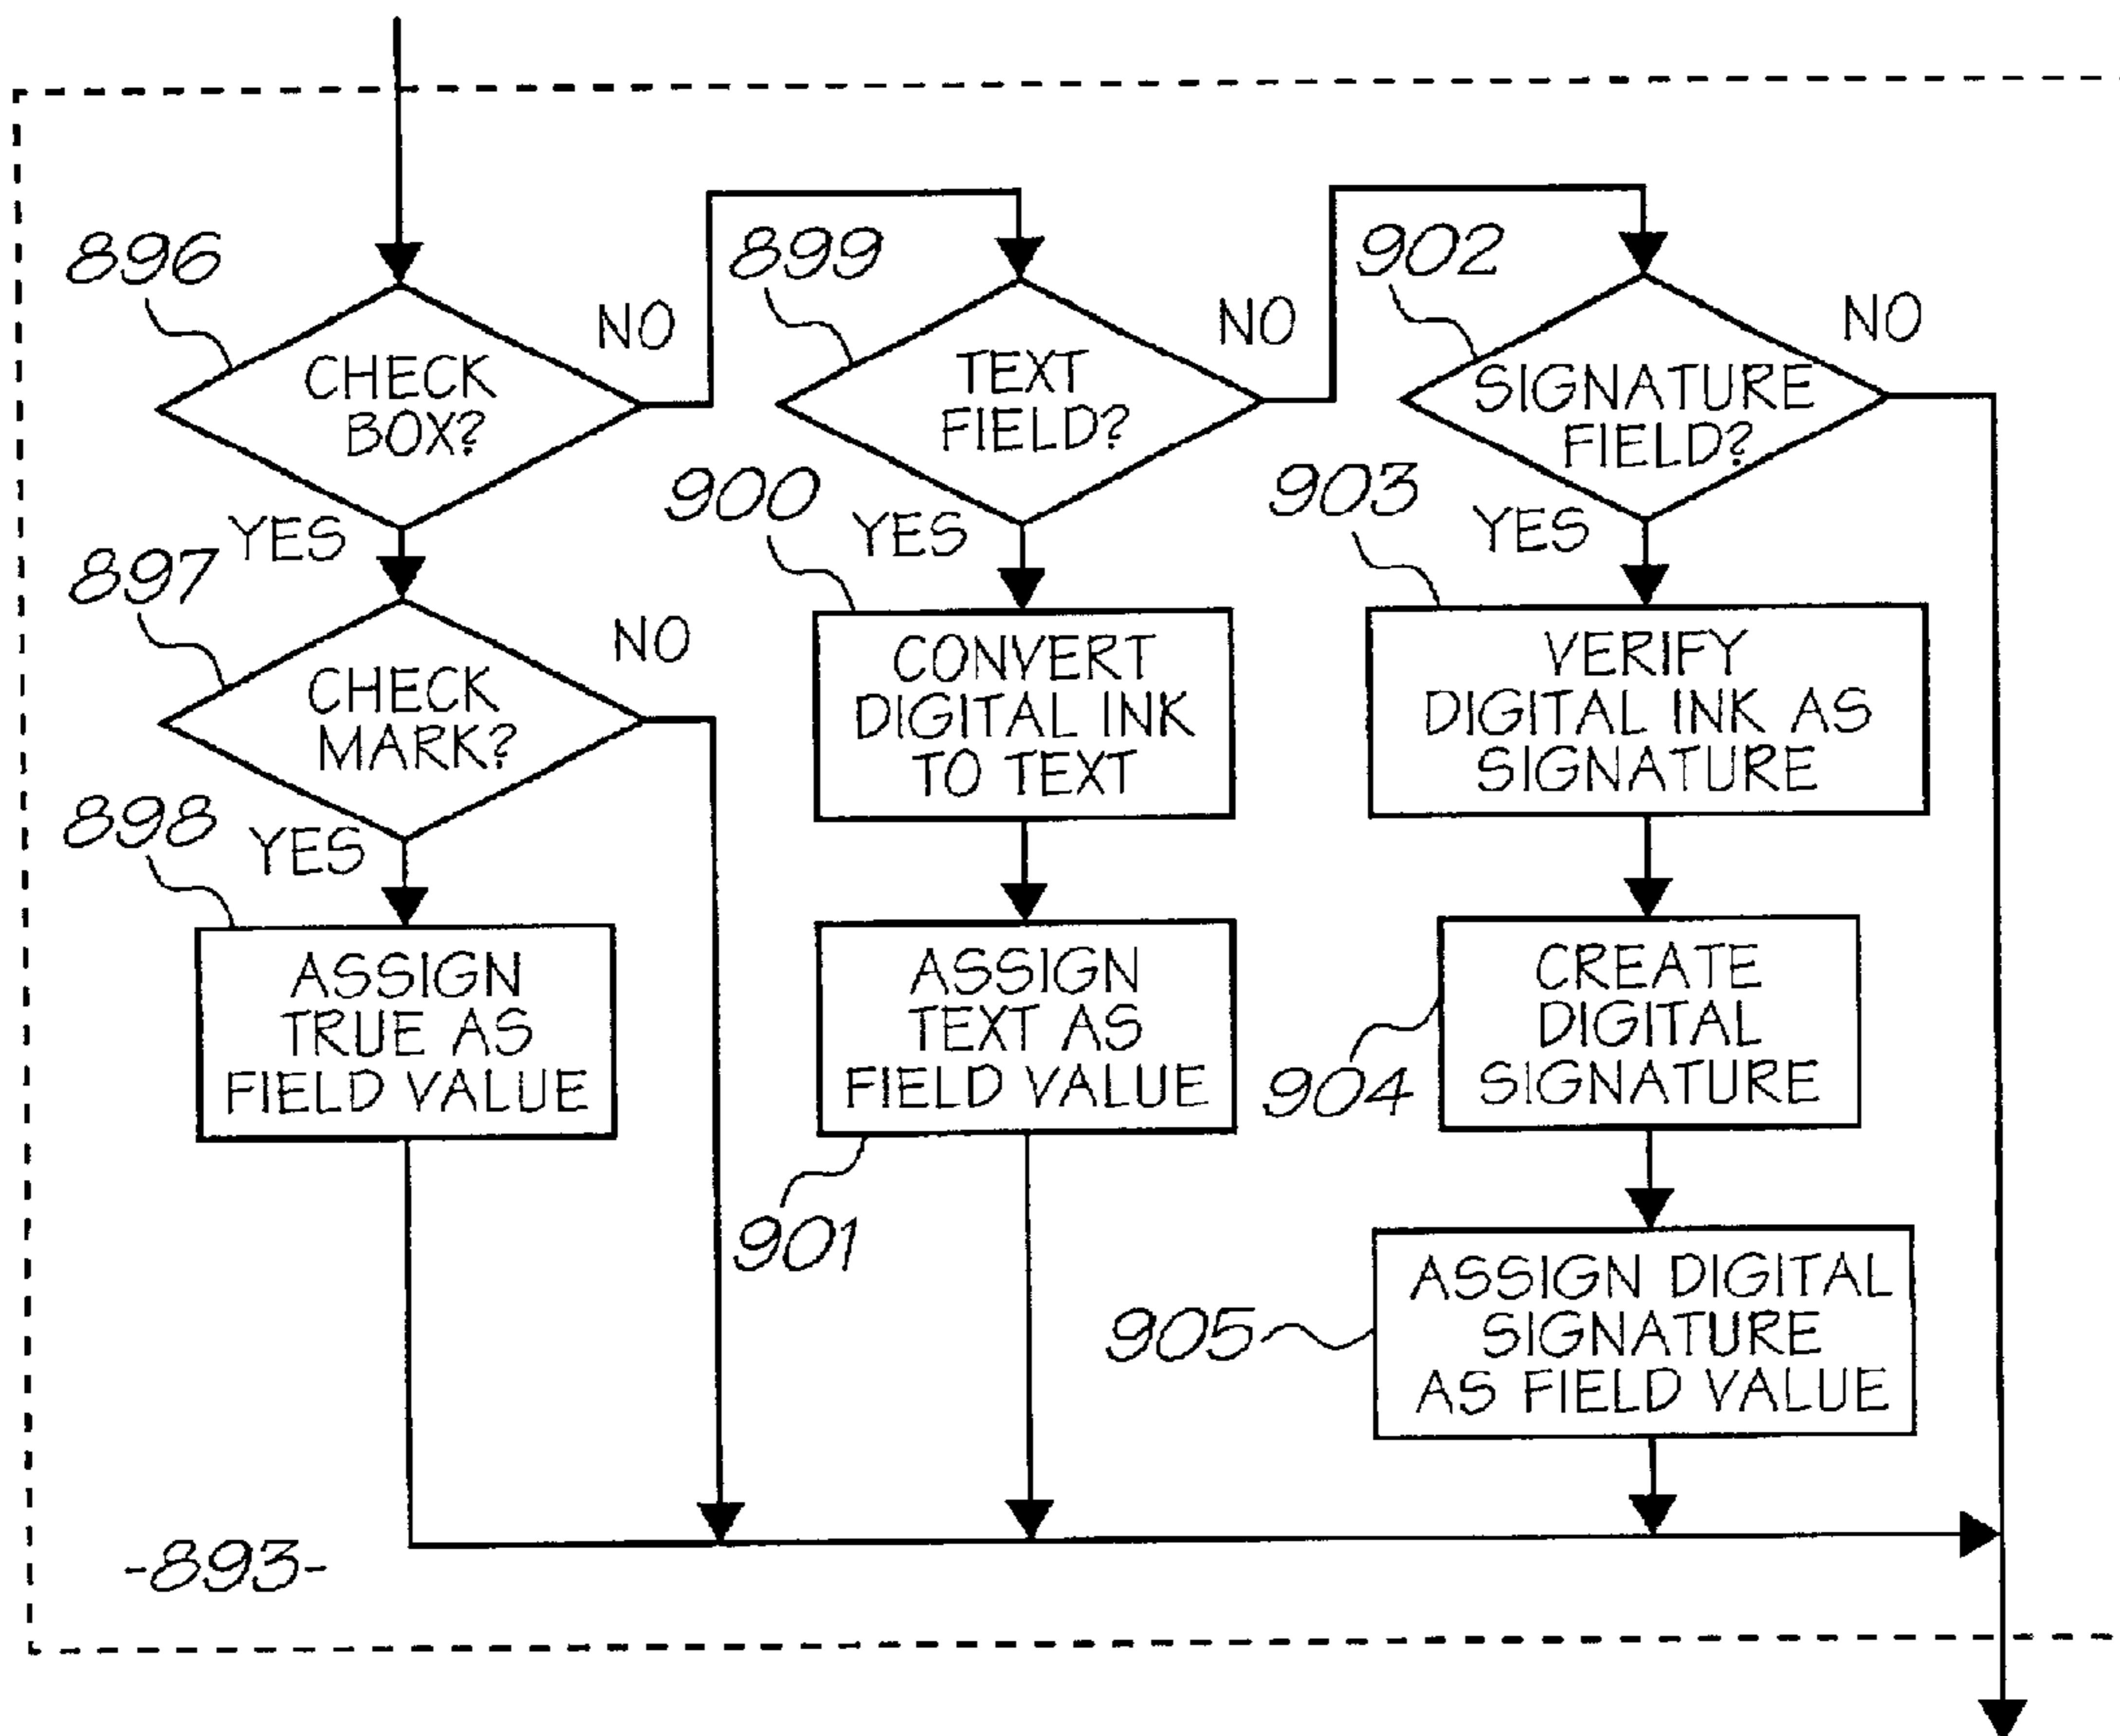 896
CHECK
BOX?
NO
YES
897
CHECK
MARK?
NO
YES
898
ASSIGN
TRUE AS
FIELD VALUE
899
TEXT
FIELD?
NO
YES
900
CONVERT
DIGITAL INK
TO TEXT
ASSIGN
TEXT AS
FIELD VALUE
901
902
SIGNATURE
FIELD?
NO
YES
903
VERIFY
DIGITAL INK AS
SIGNATURE
CREATE
DIGITAL
SIGNATURE
904
ASSIGN DIGITAL
SIGNATURE
AS FIELD VALUE
905
-893-